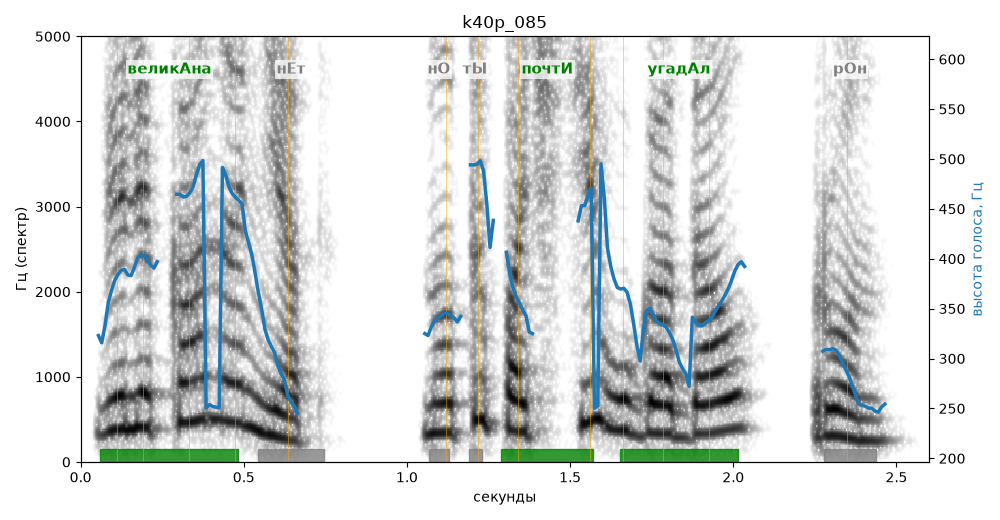 k40p_085
великАна нЕт нО тЫ почтИ угадАл рОн
Гц (спектр)
5000
4000
3000
2000
1000
0
600
550
500
450
400
350
300
250
200
высота голоса, Гц
0.0 0.5 1.0 1.5 2.0 2.5
секунды